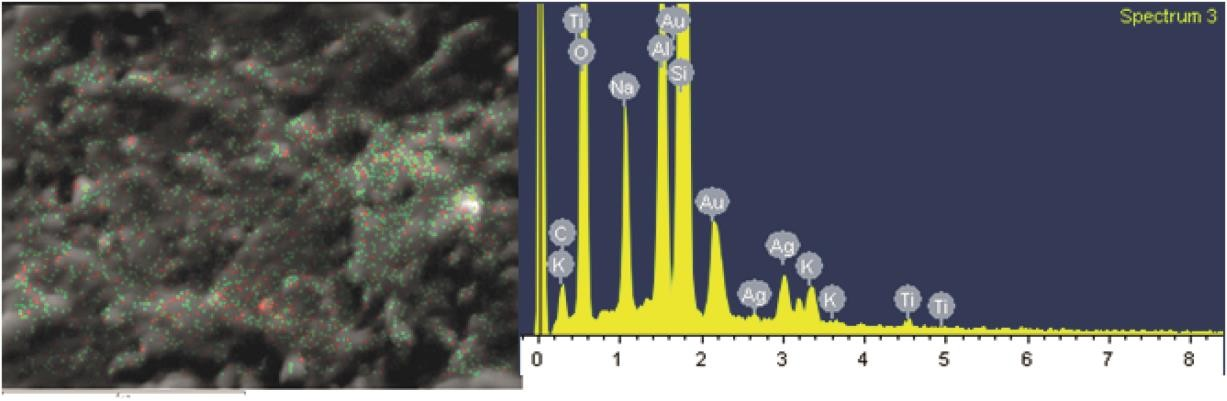 Spectrum 3
Ti Au
O Al
Na Si
Au
C Ag
K K
Ag K Ti Ti
0 1 2 3 4 5 6 7 8